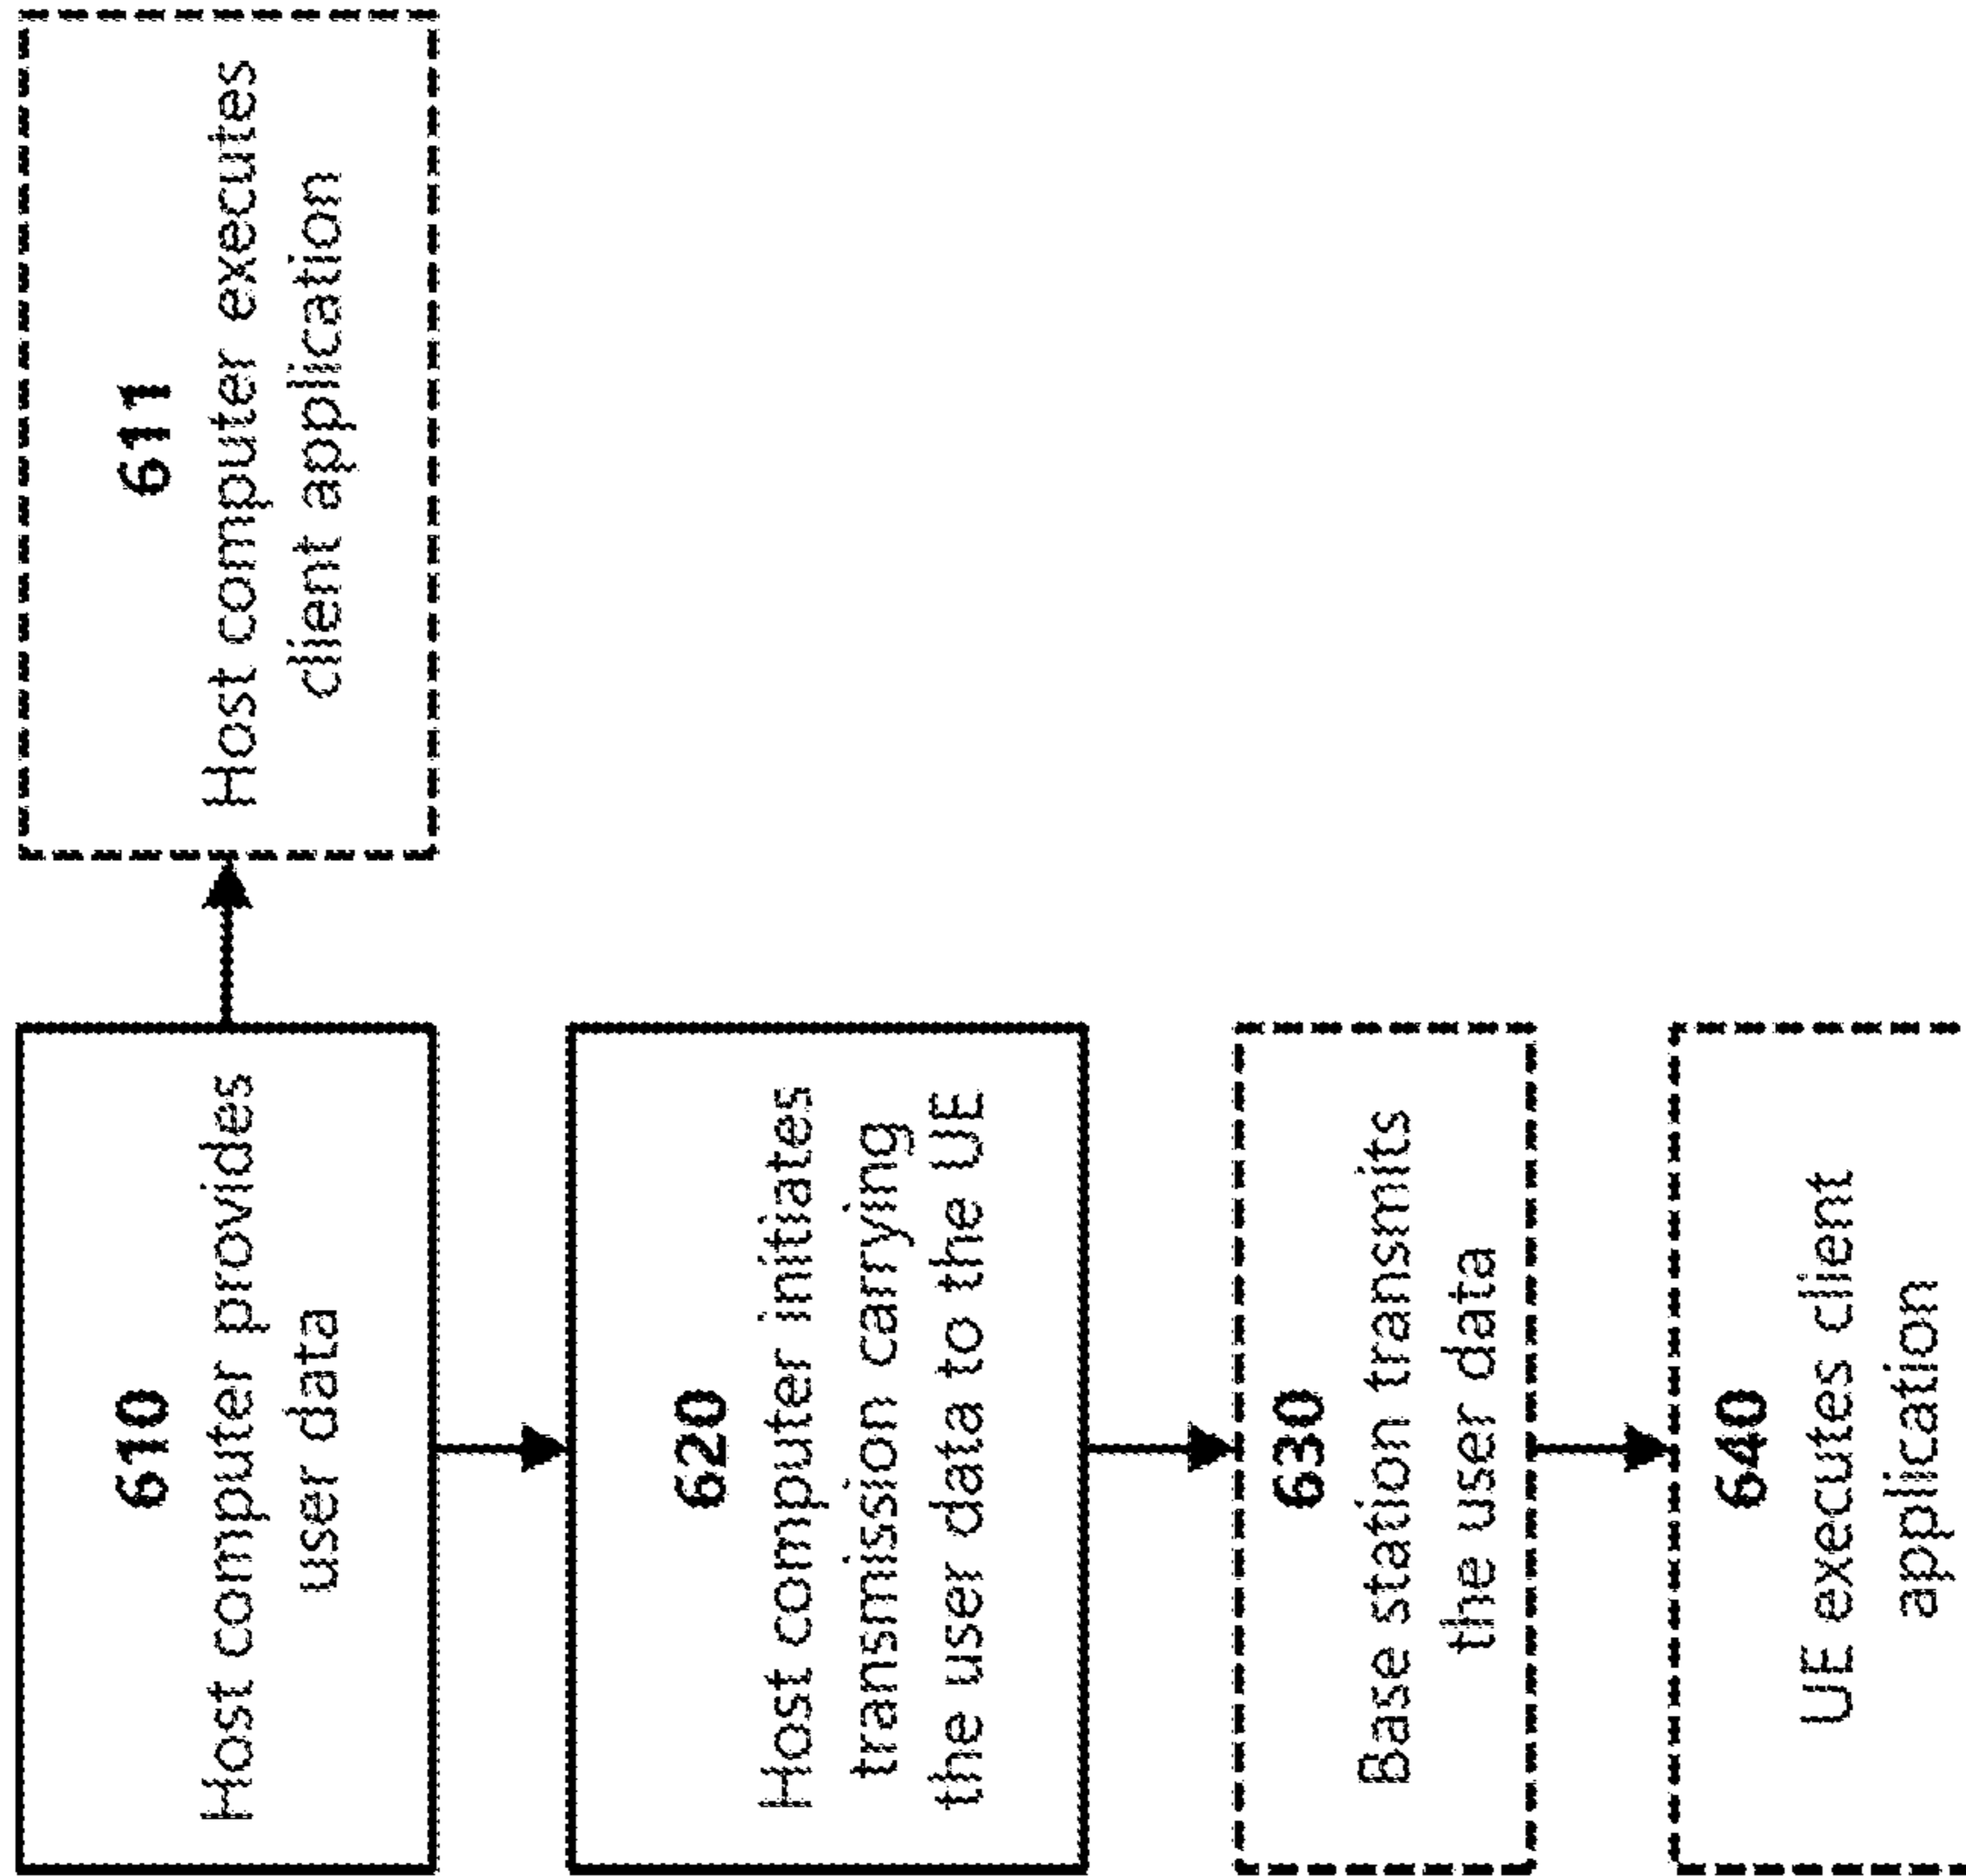 610
Host computer provides
user data
611
Host computer executes
client application
620
Host computer initiates
transmission carrying
the user data to the UE
630
Base station transmits
the user data
640
UE executes client
application